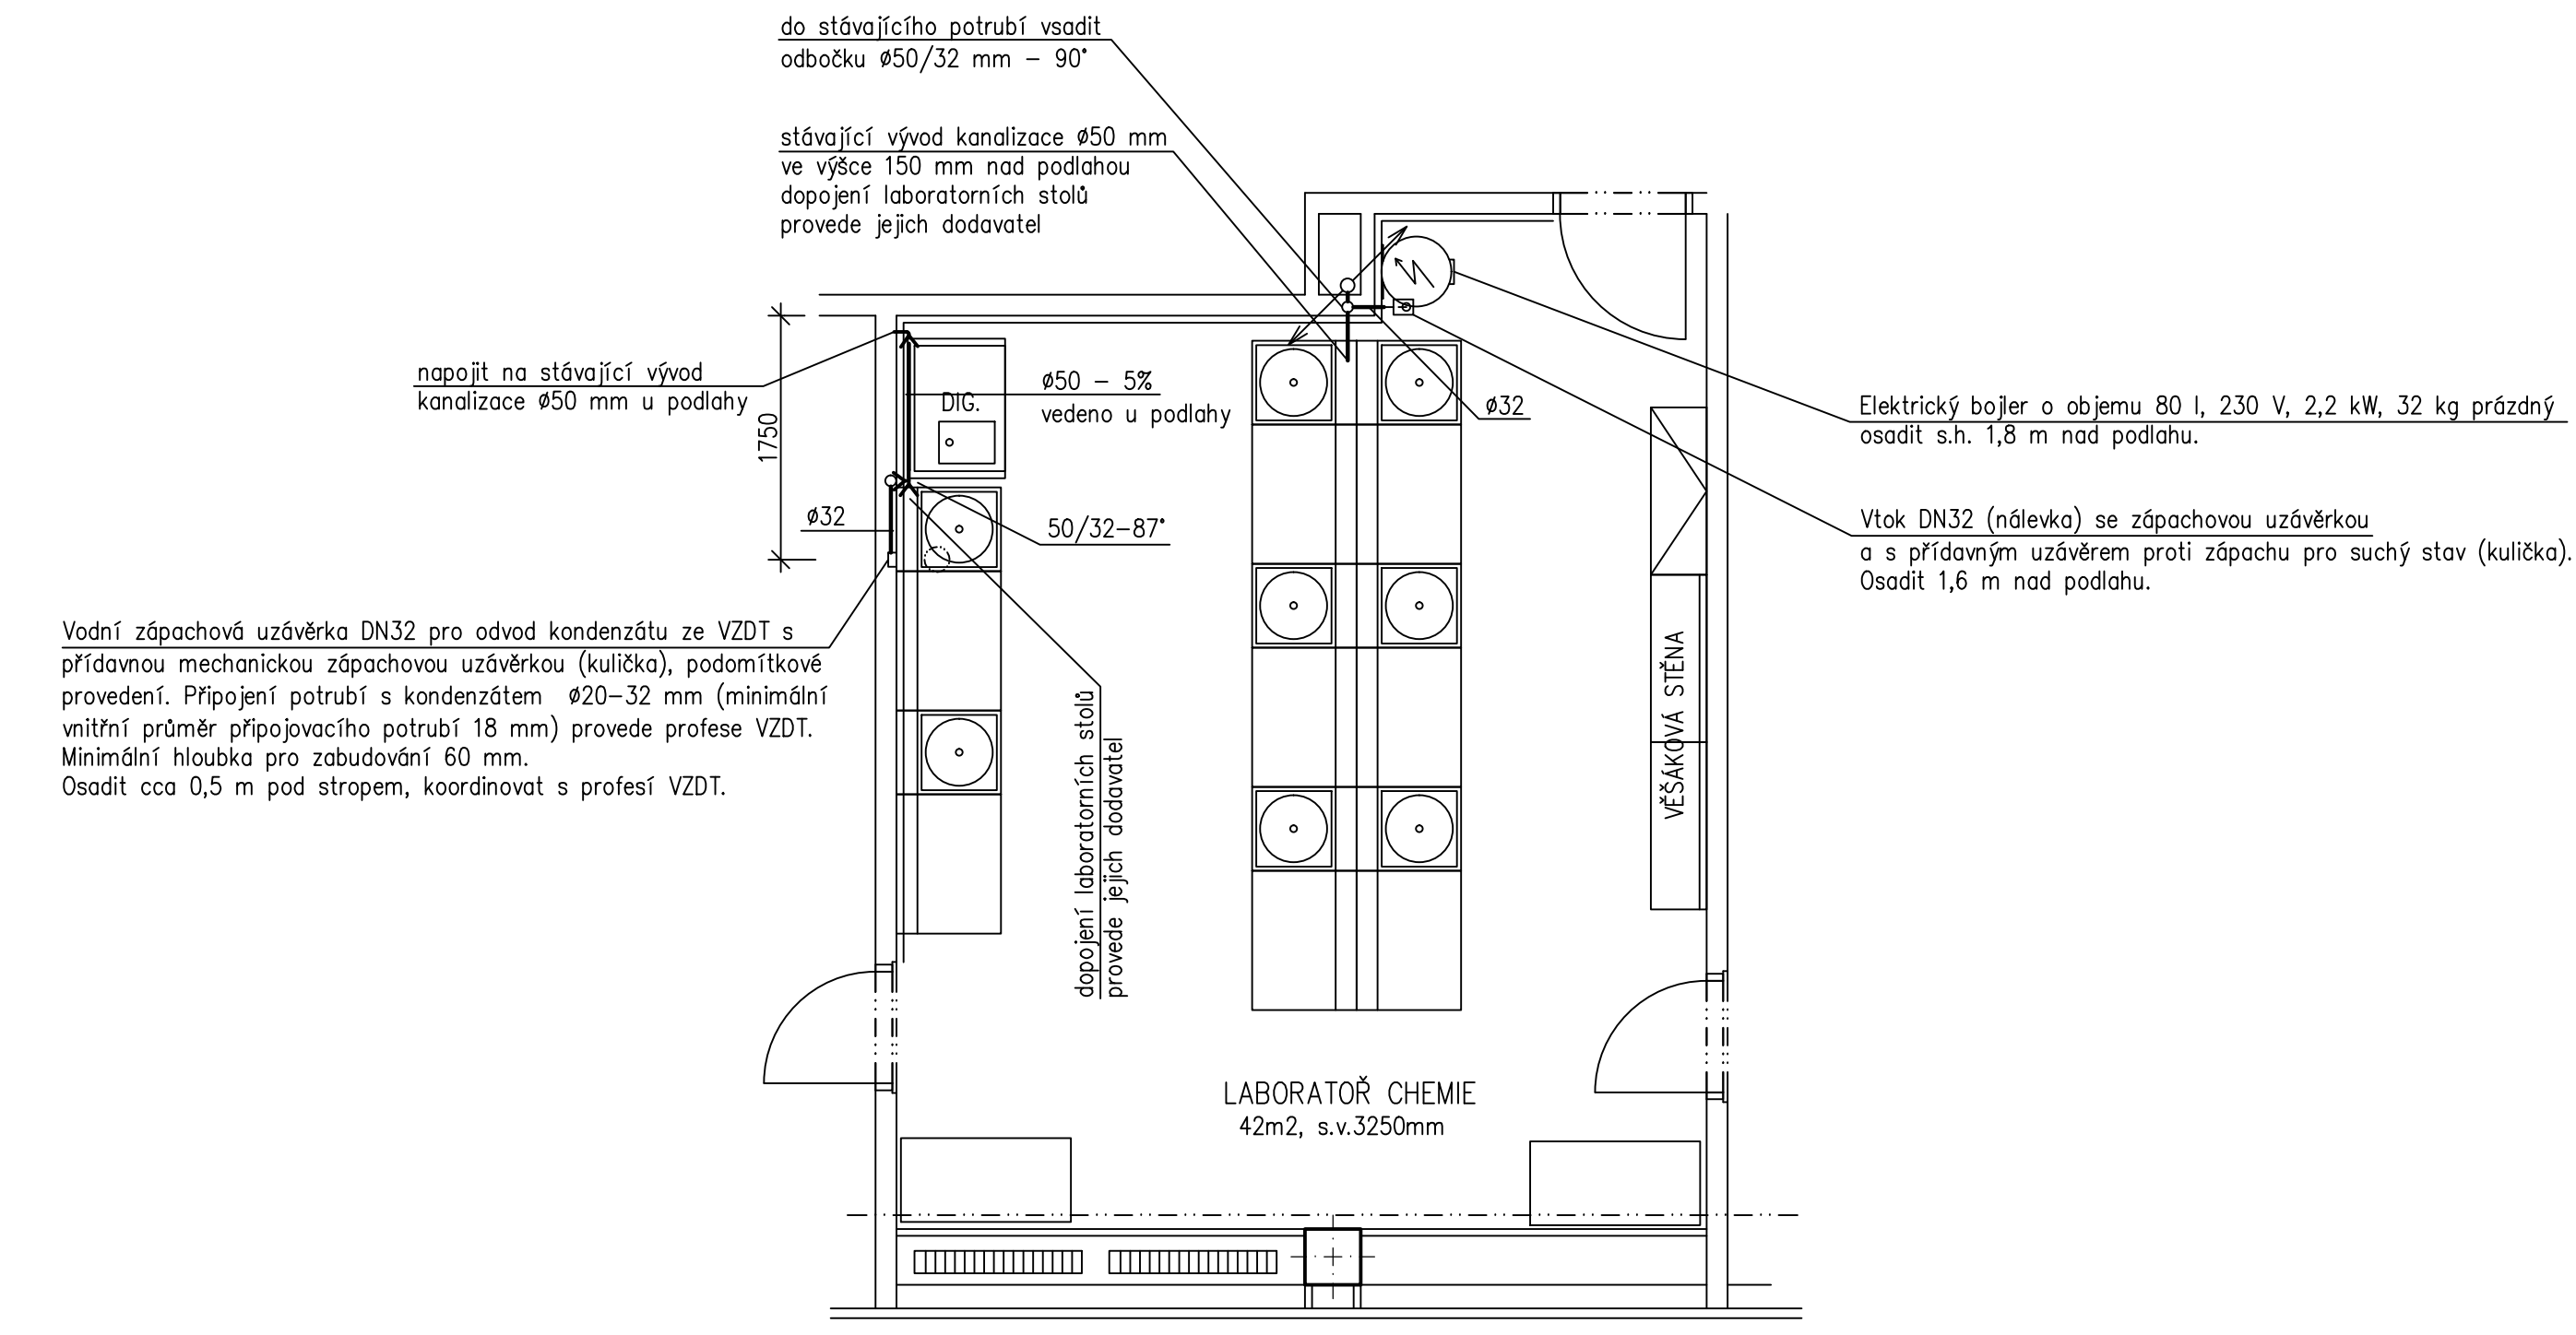 do stávajícího potrubí vsadit
odbočku ø50/32 mm – 90°
stávající vývod kanalizace ø50 mm
ve výšce 150 mm nad podlahou
dopojení laboratorních stolů
provede jejich dodavatel
napojit na stávající vývod
kanalizace ø50 mm u podlahy
1750
DIG.
ø50 – 5%
vedeno u podlahy
ø32
Elektrický bojler o objemu 80 l, 230 V, 2,2 kW, 32 kg prázdný
osadit s.h. 1,8 m nad podlahu.
ø32
50/32–87°
Vtok DN32 (nálevka) se zápachovou uzávěrkou
a s přídavným uzávěrem proti zápachu pro suchý stav (kulička).
Osadit 1,6 m nad podlahu.
Vodní zápachová uzávěrka DN32 pro odvod kondenzátu ze VZDT s
přídavnou mechanickou zápachovou uzávěrkou (kulička), podomítkové
provedení. Připojení potrubí s kondenzátem ø20–32 mm (minimální
vnitřní průměr připojovacího potrubí 18 mm) provede profese VZDT.
Minimální hloubka pro zabudování 60 mm.
Osadit cca 0,5 m pod stropem, koordinovat s profesí VZDT.
dopojení laboratorních stolů
provede jejich dodavatel
VĚŠÁKOVÁ STĚNA
LABORATOŘ CHEMIE
42m2, s.v.3250mm